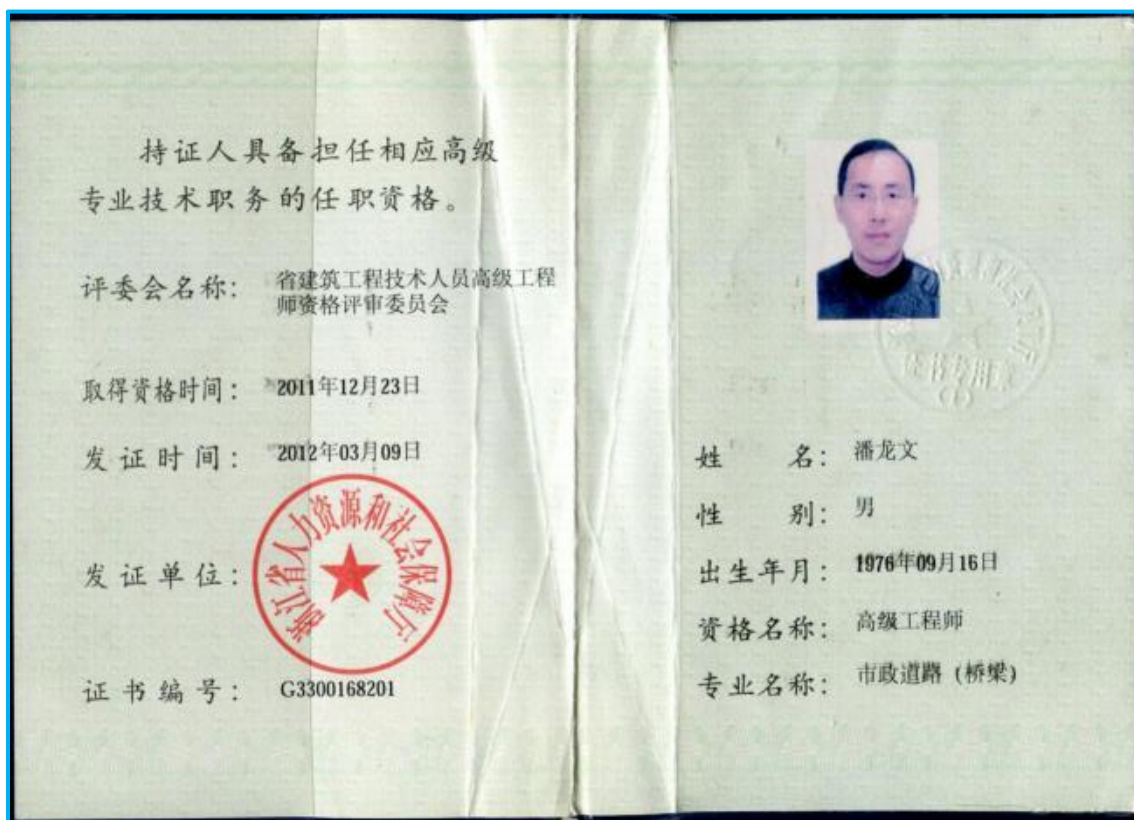 持证人具备担任相应高级
专业技术职务的任职资格。
评委会名称： 省建筑工程技术人员高级工程
师资格评审委员会
取得资格时间： 2011年12月23日
发证时间： 2012年03月09日
发证单位：
浙江省人力资源和社会保障厅
证书编号： G3300168201
证书专用章
姓名： 潘龙文
性别： 男
出生年月： 1976年09月16日
资格名称： 高级工程师
专业名称： 市政道路（桥梁）